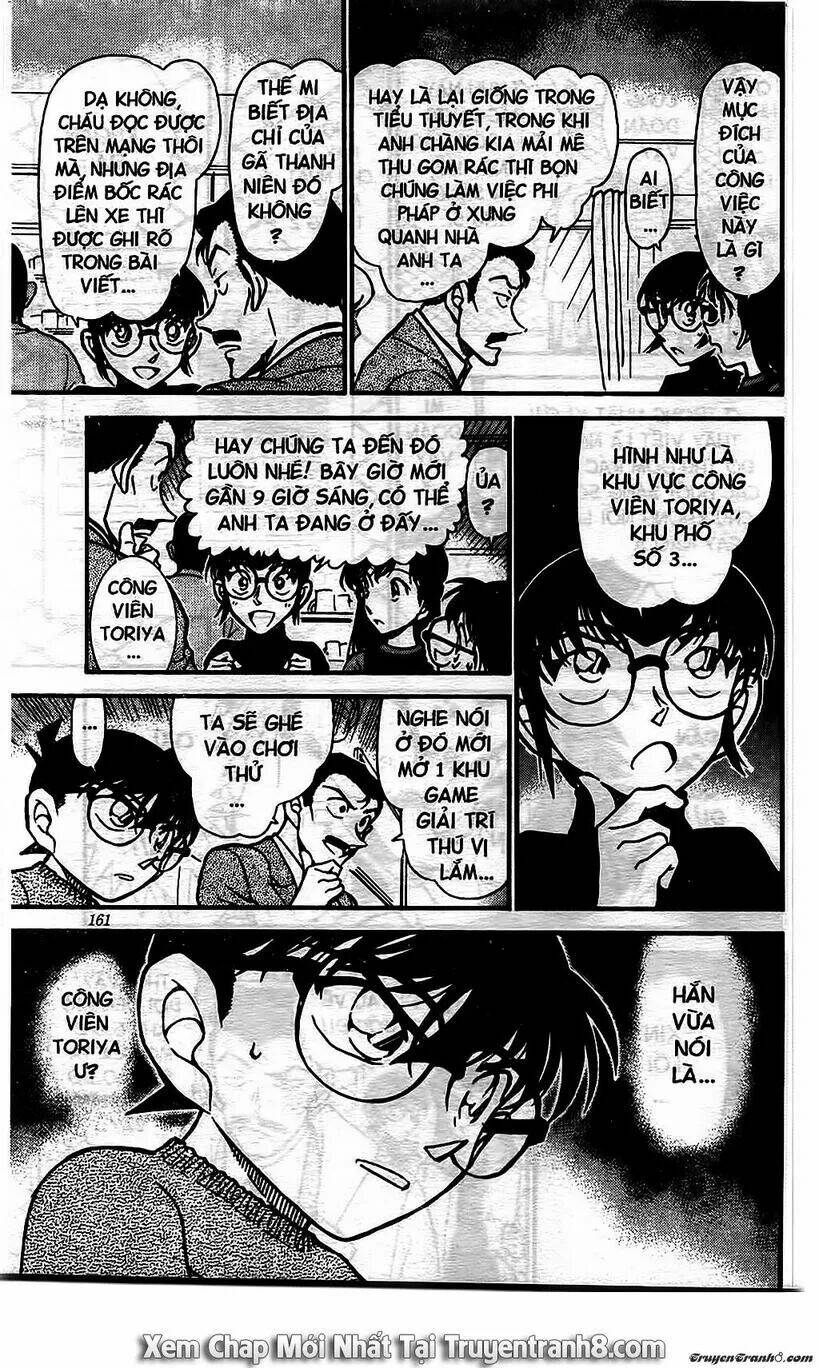 VẬY
MỤC
ĐÍCH
CỦA
CÔNG
VIỆC
NÀY
LÀ GÌ
?
AI
BIẾT
...
HAY LÀ LẠI GIỐNG TRONG
TIỂU THUYẾT, TRONG KHI
ANH CHÀNG KIA MẢI MÊ
THU GOM RÁC THÌ BỌN
CHÚNG LÀM VIỆC PHI
PHÁP Ở XUNG
QUANH NHÀ
ANH TA
...
THẾ MI
BIẾT ĐỊA
CHỈ CỦA
GÃ THANH
NIÊN ĐÓ
KHÔNG
?
DẠ KHÔNG,
CHÁU ĐỌC ĐƯỢC
TRÊN MẠNG THÔI
MÀ, NHƯNG ĐỊA
ĐIỂM BỐC RÁC
LÊN XE THÌ
ĐƯỢC GHI RÕ
TRONG BÀI
VIẾT...
HÌNH NHƯ LÀ
KHU VỰC CÔNG
VIÊN TORIYA,
KHU PHỐ
SỐ 3...
ỦA
?
HAY CHÚNG TA ĐẾN ĐÓ
LUÔN NHÉ! BÂY GIỜ MỚI
GẦN 9 GIỜ SÁNG, CÓ THỂ
ANH TA ĐANG Ở ĐẤY...
CÔNG
VIÊN
TORIYA
...
NGHE NÓI
Ở ĐÓ MỚI
MỞ 1 KHU
GAME
GIẢI TRÍ
THÚ VỊ
LẮM...
TA SẼ GHÉ
VÀO CHƠI
THỬ
...
...
161
HẮN
VỪA
NÓI
LÀ...
CÔNG
VIÊN
TORIYA
Ư?
Xem Chap Mới Nhất Tại Truyentranh8.com
TruyenTranh8.com